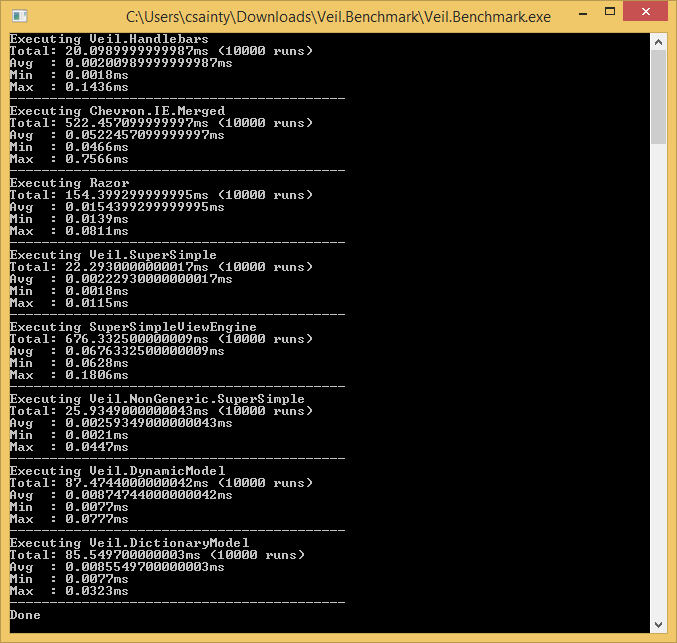 C:\Users\csainty\Downloads\Veil.Benchmark\Veil.Benchmark.exe
Executing Veil.Handlebars
Total: 20.0989999999987ms (10000 runs)
Avg  : 0.00200989999999987ms
Min  : 0.0018ms
Max  : 0.1436ms
------------------------------------------
Executing Chevron.IE.Merged
Total: 522.457099999997ms (10000 runs)
Avg  : 0.0522457099999997ms
Min  : 0.0466ms
Max  : 0.7566ms
------------------------------------------
Executing Razor
Total: 154.399299999995ms (10000 runs)
Avg  : 0.0154399299999995ms
Min  : 0.0139ms
Max  : 0.0811ms
------------------------------------------
Executing Veil.SuperSimple
Total: 22.2930000000017ms (10000 runs)
Avg  : 0.00222930000000017ms
Min  : 0.0018ms
Max  : 0.0115ms
------------------------------------------
Executing SuperSimpleViewEngine
Total: 676.332500000009ms (10000 runs)
Avg  : 0.0676332500000009ms
Min  : 0.0628ms
Max  : 0.1806ms
------------------------------------------
Executing Veil.NonGeneric.SuperSimple
Total: 25.9349000000043ms (10000 runs)
Avg  : 0.00259349000000043ms
Min  : 0.0021ms
Max  : 0.0447ms
------------------------------------------
Executing Veil.DynamicModel
Total: 87.4744000000042ms (10000 runs)
Avg  : 0.00874744000000042ms
Min  : 0.0077ms
Max  : 0.0777ms
------------------------------------------
Executing Veil.DictionaryModel
Total: 85.549700000003ms (10000 runs)
Avg  : 0.0085549700000003ms
Min  : 0.0077ms
Max  : 0.0323ms
------------------------------------------
Done